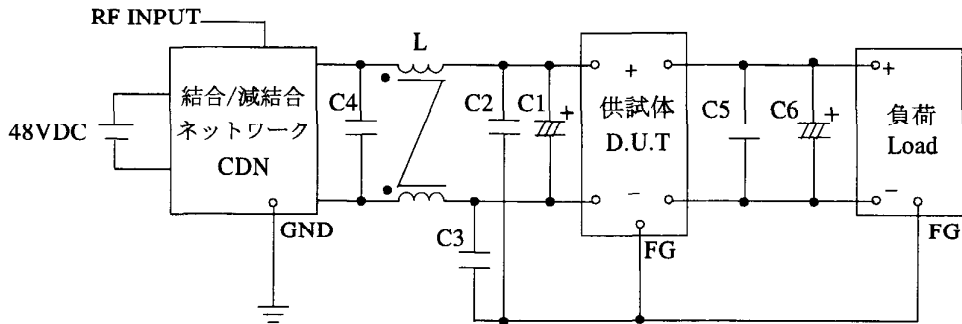 RF INPUT
48VDC
結合/減結合
ネットワーク
CDN
GND
L
C4
C2
C1
+
C3
+
供試体
D.U.T
−
FG
C5
C6
+
+
負荷
Load
−
FG